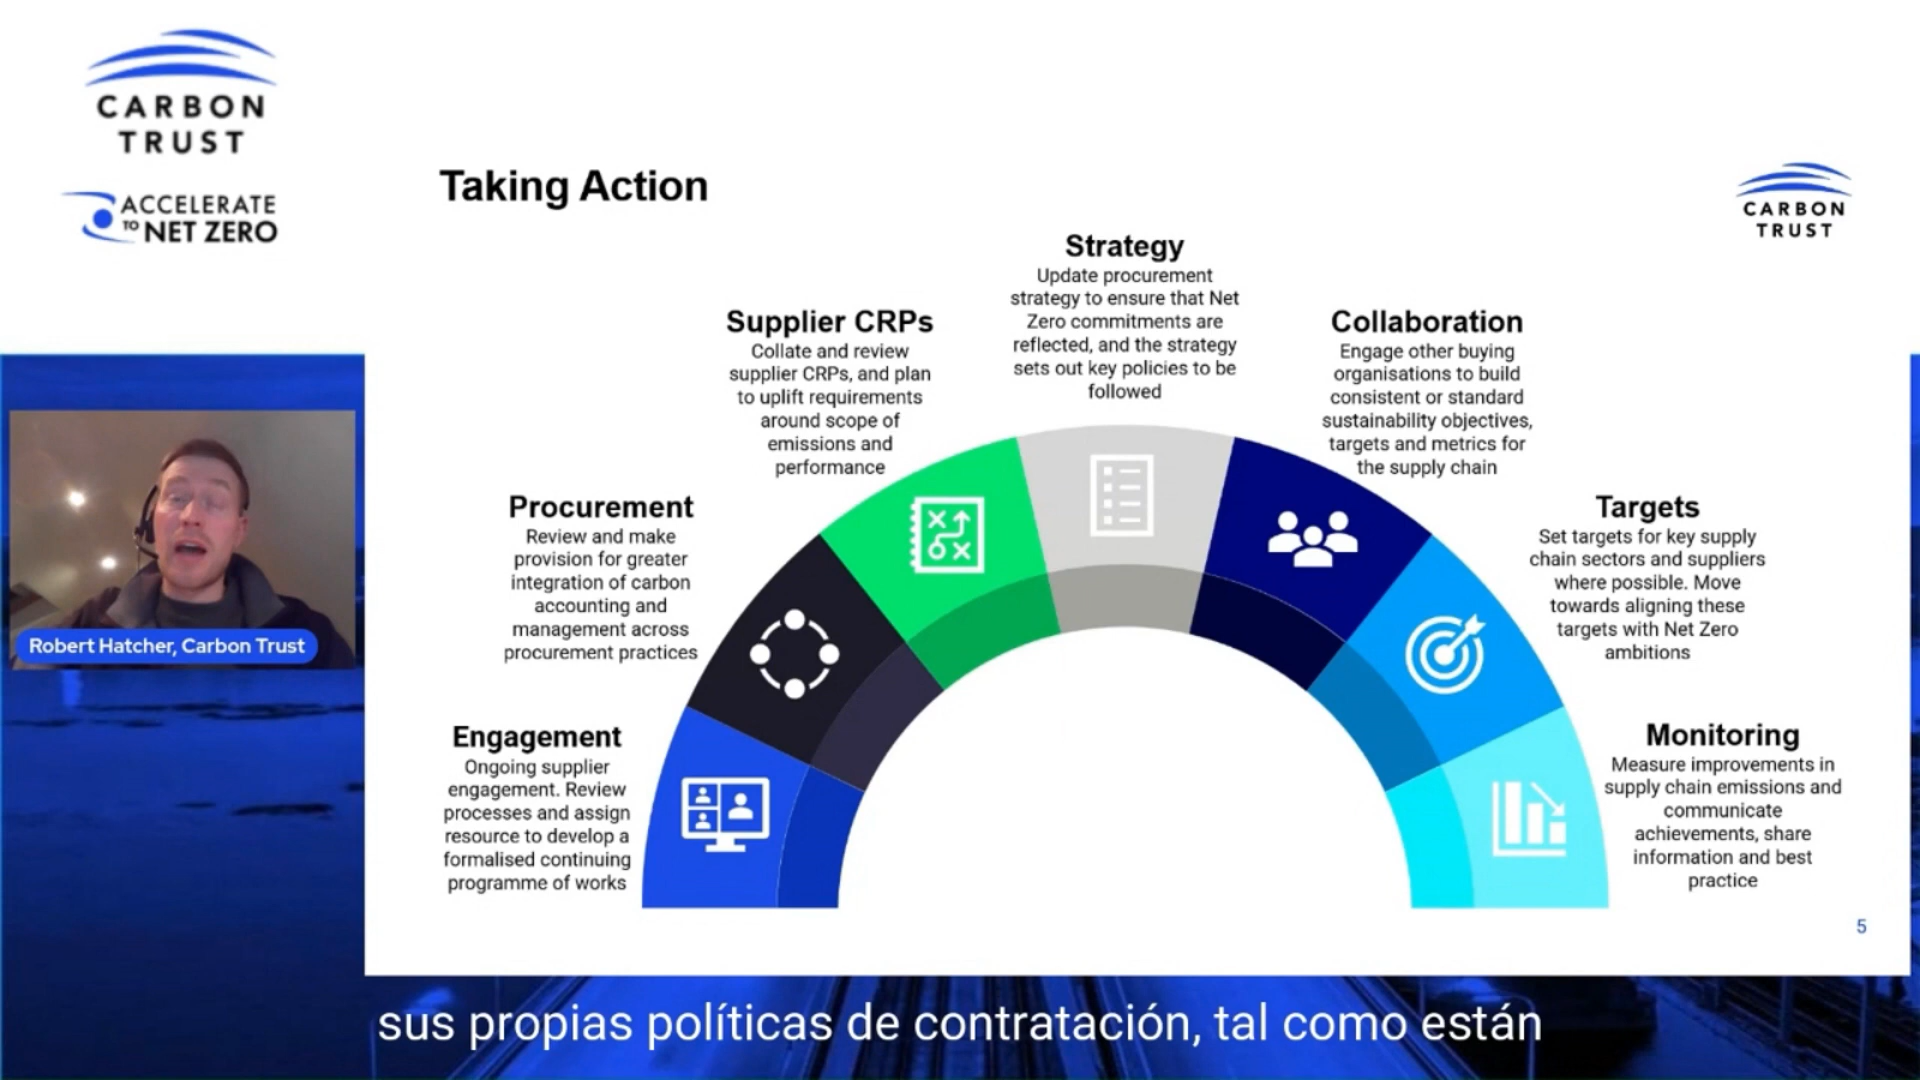 CARBON
TRUST
ACCELERATE
TO NET ZERO
Taking Action
CARBON
TRUST
Strategy
Update procurement
strategy to ensure that Net
Zero commitments are
reflected, and the strategy
sets out key policies to be
followed
Supplier CRPs
Collate and review
supplier CRPs, and plan
to uplift requirements
around scope of
emissions and
performance
Collaboration
Engage other buying
organisations to build
consistent or standard
sustainability objectives,
targets and metrics for
the supply chain
Procurement
Review and make
provision for greater
integration of carbon
accounting and
management across
procurement practices
Targets
Set targets for key supply
chain sectors and suppliers
where possible. Move
towards aligning these
targets with Net Zero
ambitions
Robert Hatcher, Carbon Trust
Engagement
Ongoing supplier
engagement. Review
processes and assign
resource to develop a
formalised continuing
programme of works
Monitoring
Measure improvements in
supply chain emissions and
communicate
achievements, share
information and best
practice
5
sus propias políticas de contratación, tal como están